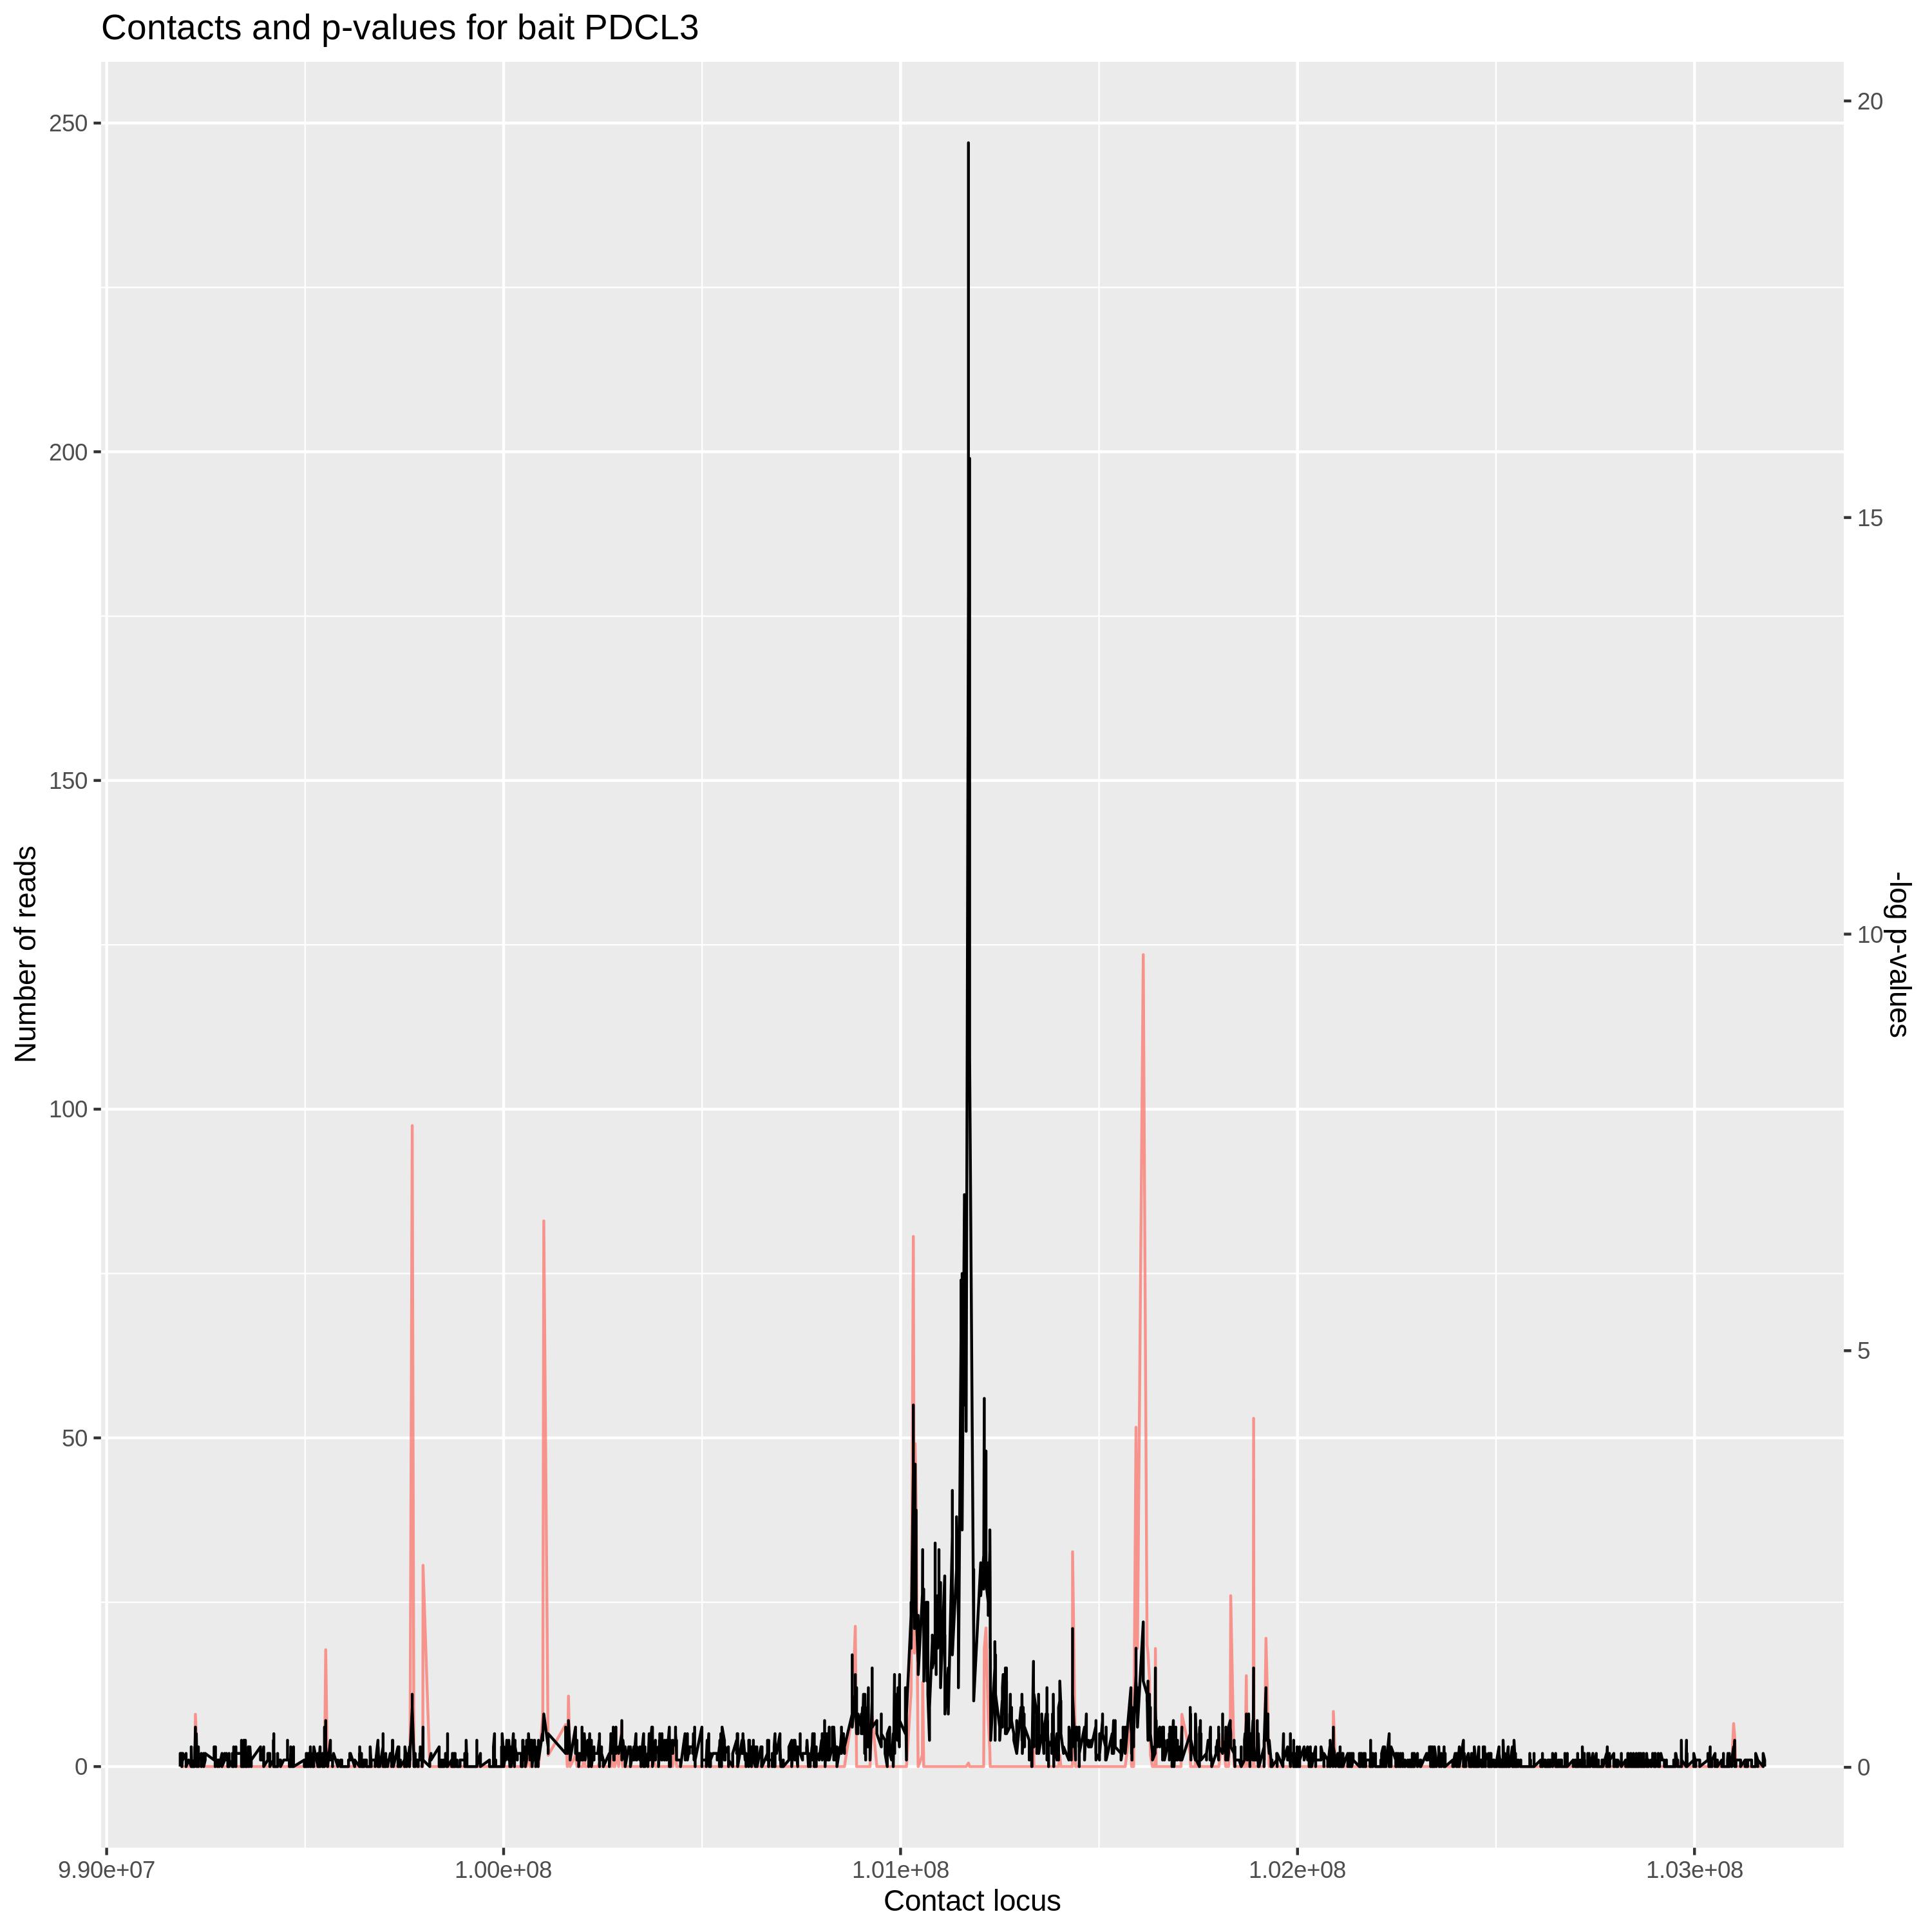 Contacts and p-values for bait PDCL3
250
200
150
100
50
0
Number of reads
20
15
10
5
0
-log p-values
9.90e+07
1.00e+08
1.01e+08
1.02e+08
1.03e+08
Contact locus